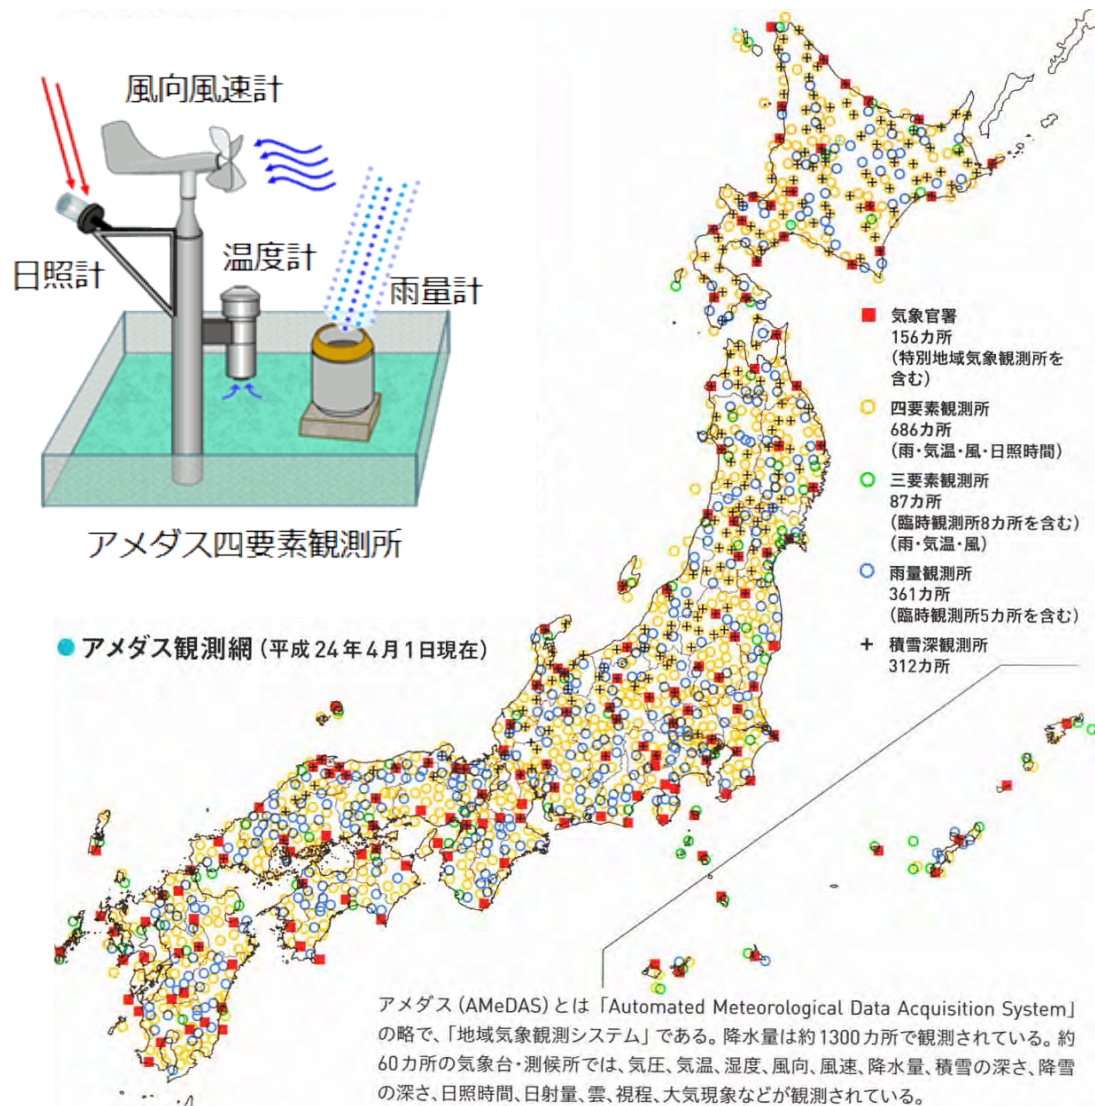 風向風速計
日照計
温度計
雨量計
アメダス四要素観測所
● アメダス観測網(平成24年4月1日現在)
気象官署
156カ所
(特別地域気象観測所を
含む)
四要素観測所
686カ所
(雨・気温・風・日照時間)
三要素観測所
87カ所
(臨時観測所8カ所を含む)
(雨・気温・風)
雨量観測所
361カ所
(臨時観測所5カ所を含む)
+ 積雪深観測所
312カ所
アメダス(AMeDAS)とは「Automated Meteorological Data Acquisition System」
の略で、「地域気象観測システム」である。降水量は約1300カ所で観測されている。約
60カ所の気象台・測候所では、気圧、気温、湿度、風向、風速、降水量、積雪の深さ、降雪
の深さ、日照時間、日射量、雲、視程、大気現象などが観測されている。